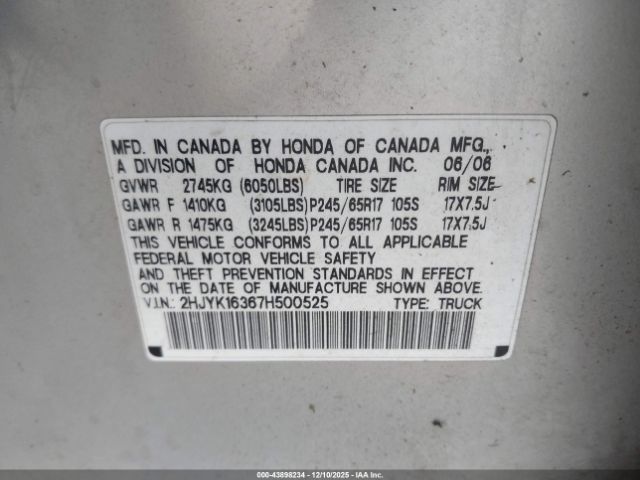 MFD. IN CANADA BY HONDA OF CANADA MFG.,
A DIVISION OF HONDA CANADA INC. 06/06
GVWR 2745KG (6050LBS) TIRE SIZE RIM SIZE
GAWR F 1410KG (3105LBS) P245/65R17 105S 17X7.5J
GAWR R 1475KG (3245LBS) P245/65R17 105S 17X7.5J
THIS VEHICLE CONFORMS TO ALL APPLICABLE
FEDERAL MOTOR VEHICLE SAFETY
AND THEFT PREVENTION STANDARDS IN EFFECT
ON THE DATE OF MANUFACTURE SHOWN ABOVE.
V.I.N.: 2HJYK16367H500525 TYPE: TRUCK
000-43898234 | 12/10/2025 | IAA Inc.